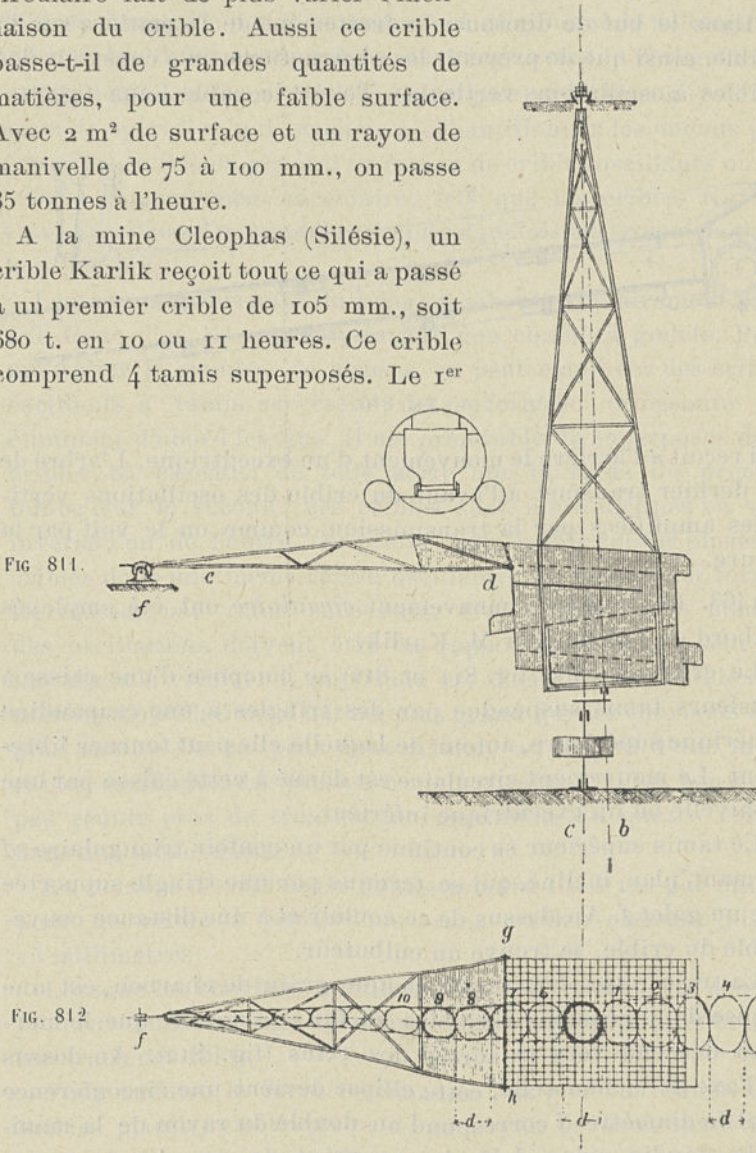 taison du crible. Aussi ce crible
passe-t-il de grandes quantités de
matières, pour une faible surface.
Avec 2 m² de surface et un rayon de
manivelle de 75 à 100 mm., on passe
35 tonnes à l'heure.
A la mine Cleophas (Silésie), un
crible Karlik reçoit tout ce qui a passé
à un premier crible de 105 mm., soit
680 t. en 10 ou 11 heures. Ce crible
comprend 4 tamis superposés. Le 1er
FIG 811.
c
d
f
c b
g
FIG. 812
f
10 9 8 7 6 3 4
h
d d d